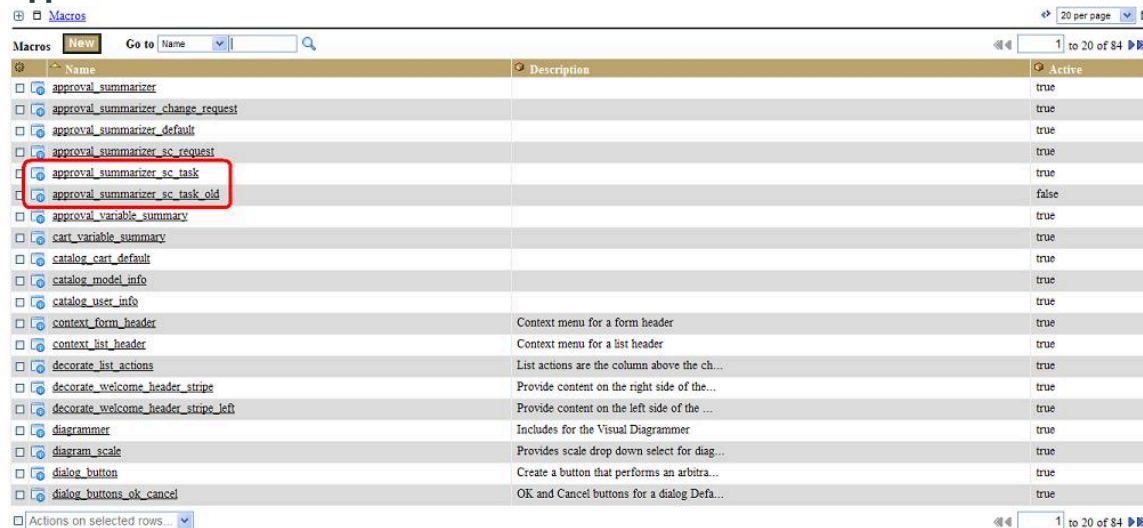 Macros
20 per page
Macros New Go to Name 1 to 20 of 84
Name Description Active
approval_summarizer true
approval_summarizer_change_request true
approval_summarizer_default true
approval_summarizer_sc_request true
approval_summarizer_sc_task true
approval_summarizer_sc_task_old false
approval_variable_summary true
cart_variable_summary true
catalog_cart_default true
catalog_model_info true
catalog_user_info true
context_form_header Context menu for a form header true
context_list_header Context menu for a list header true
decorate_list_actions List actions are the column above the ch... true
decorate_welcome_header_stripe Provide content on the right side of the... true
decorate_welcome_header_stripe_left Provide content on the left side of the ... true
diagrammer Includes for the Visual Diagrammer true
diagram_scale Provides scale drop down select for diag... true
dialog_button Create a button that performs an arbitra... true
dialog_buttons_ok_cancel OK and Cancel buttons for a dialog Defa... true
Actions on selected rows... 1 to 20 of 84